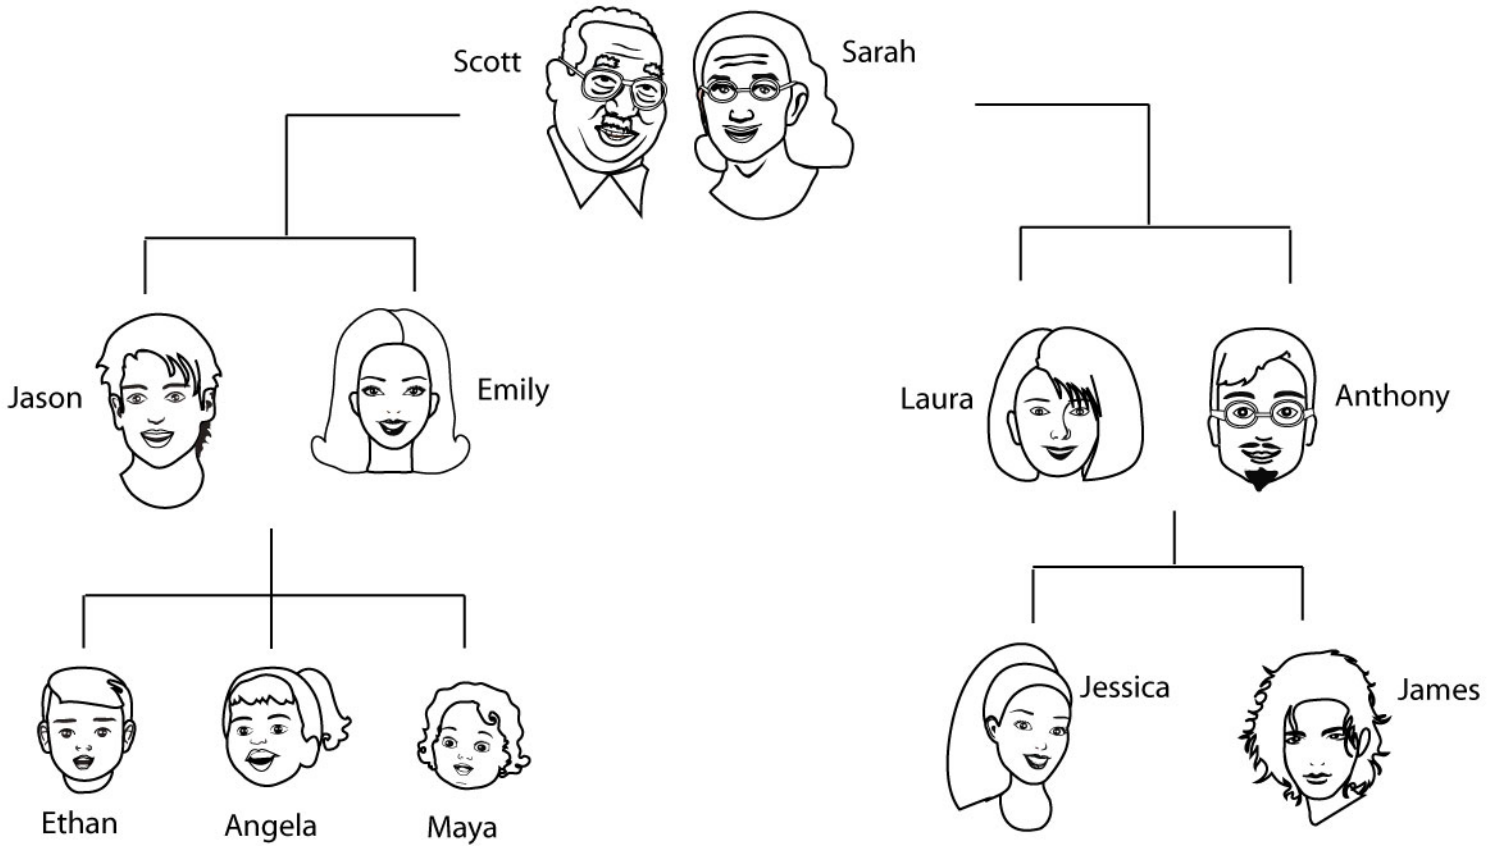 Scott
Sarah
Jason
Emily
Laura
Anthony
Jessica
James
Ethan
Angela
Maya